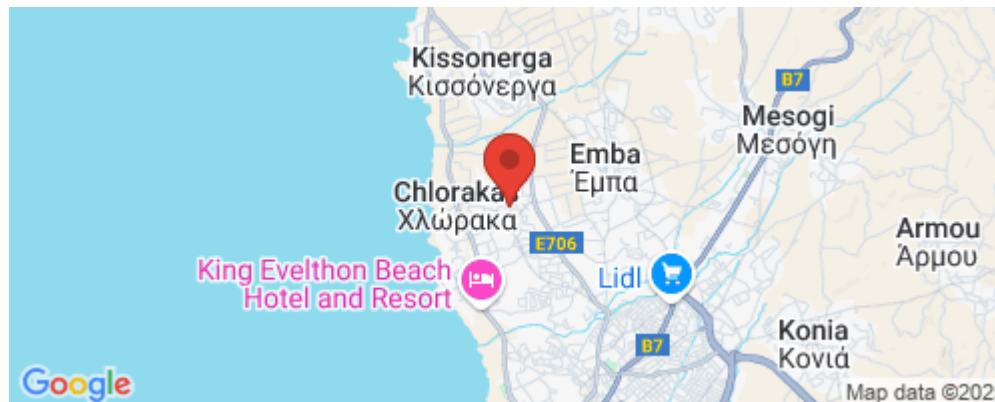 Kissonerga
Κισσόνεργα
B7
Mesogi
Μεσόγη
Emba
Έμπα
Chlorakas
Χλώρακα
Armou
Άρμου
E706
King Evelthon Beach
Hotel and Resort
Lidl
Konia
Κονιά
B7
Google
Map data ©202